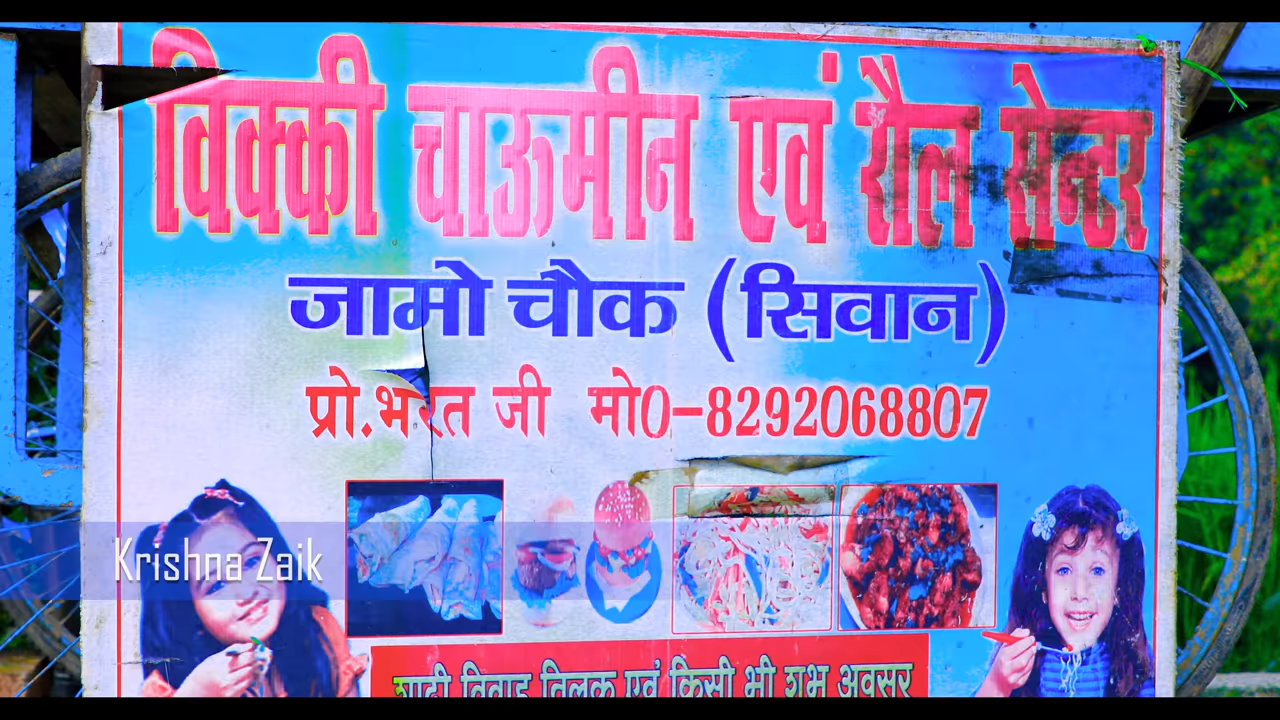 विक्की चाऊमीन एवं रौल सेन्टर
जामो चौक (सिवान)
प्रो.भरत जी मो0-8292068807
Krishna Zaik
शादी विवाह तिलक एवं किसी भी शुभ अवसर